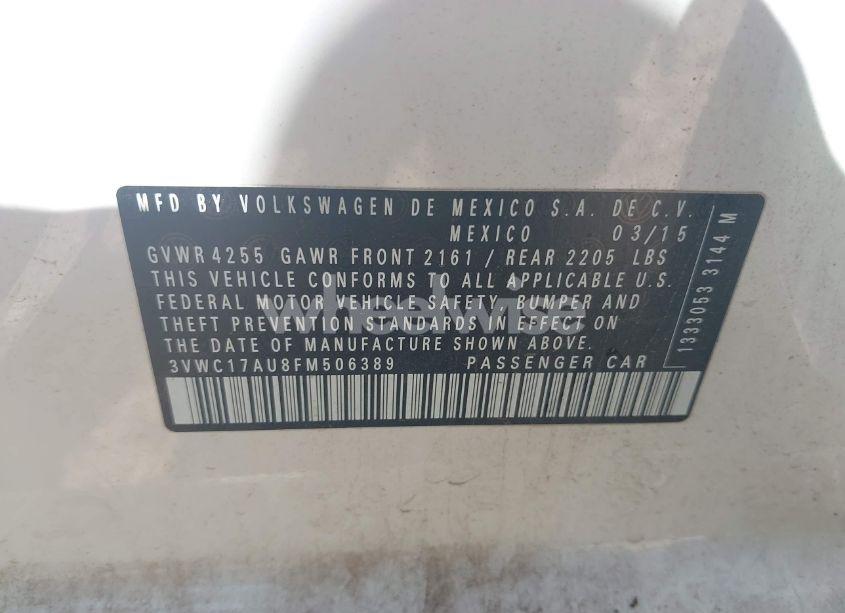 MFD BY VOLKSWAGEN DE MEXICO S.A. DE C.V.
MEXICO 03/15
GVWR 4255 GAWR FRONT 2161 / REAR 2205 LBS
THIS VEHICLE CONFORMS TO ALL APPLICABLE U.S.
FEDERAL MOTOR VEHICLE SAFETY, BUMPER AND
THEFT PREVENTION STANDARDS IN EFFECT ON
THE DATE OF MANUFACTURE SHOWN ABOVE.
3VWC17AU8FM506389 PASSENGER CAR
1333053 3144 M
wheelwise